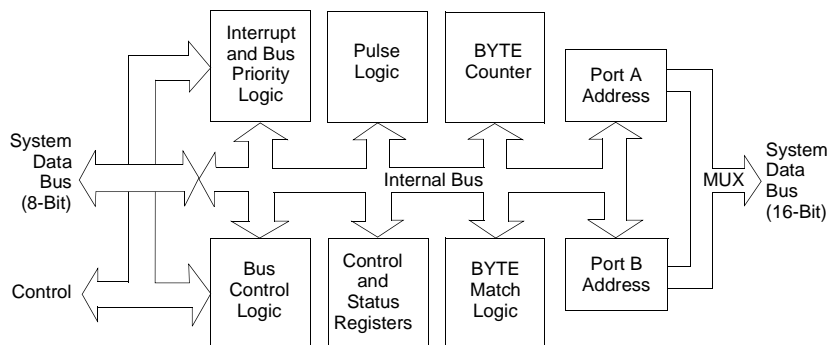 Interrupt
and Bus
Priority
Logic
Pulse
Logic
BYTE
Counter
Port A
Address
System
Data
Bus
(8-Bit)
Internal Bus
MUX
System
Data
Bus
(16-Bit)
Control
Bus
Control
Logic
Control
and
Status
Registers
BYTE
Match
Logic
Port B
Address